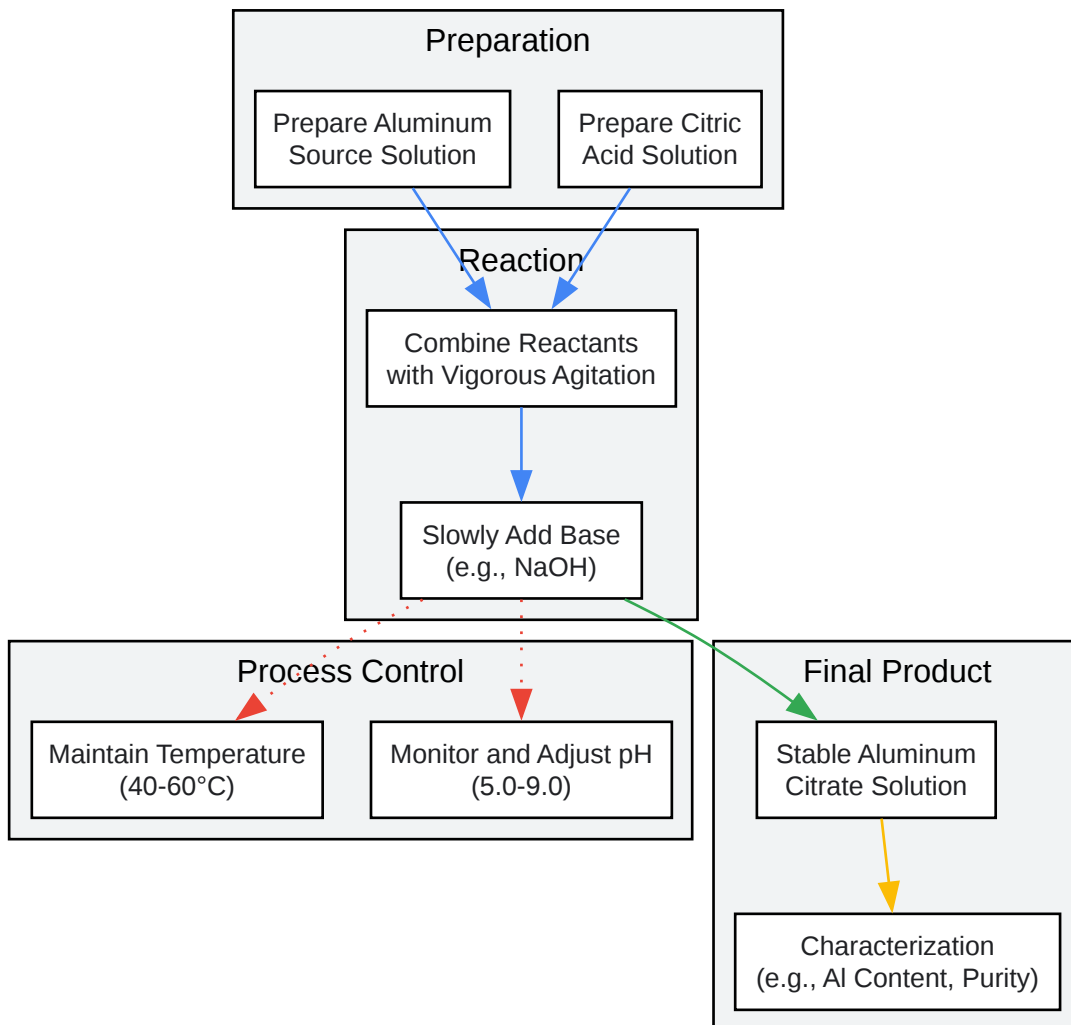 Preparation
Prepare Aluminum
Source Solution
Prepare Citric
Acid Solution
Reaction
Combine Reactants
with Vigorous Agitation
Slowly Add Base
(e.g., NaOH)
Process Control
Maintain Temperature
(40-60°C)
Monitor and Adjust pH
(5.0-9.0)
Final Product
Stable Aluminum
Citrate Solution
Characterization
(e.g., Al Content, Purity)